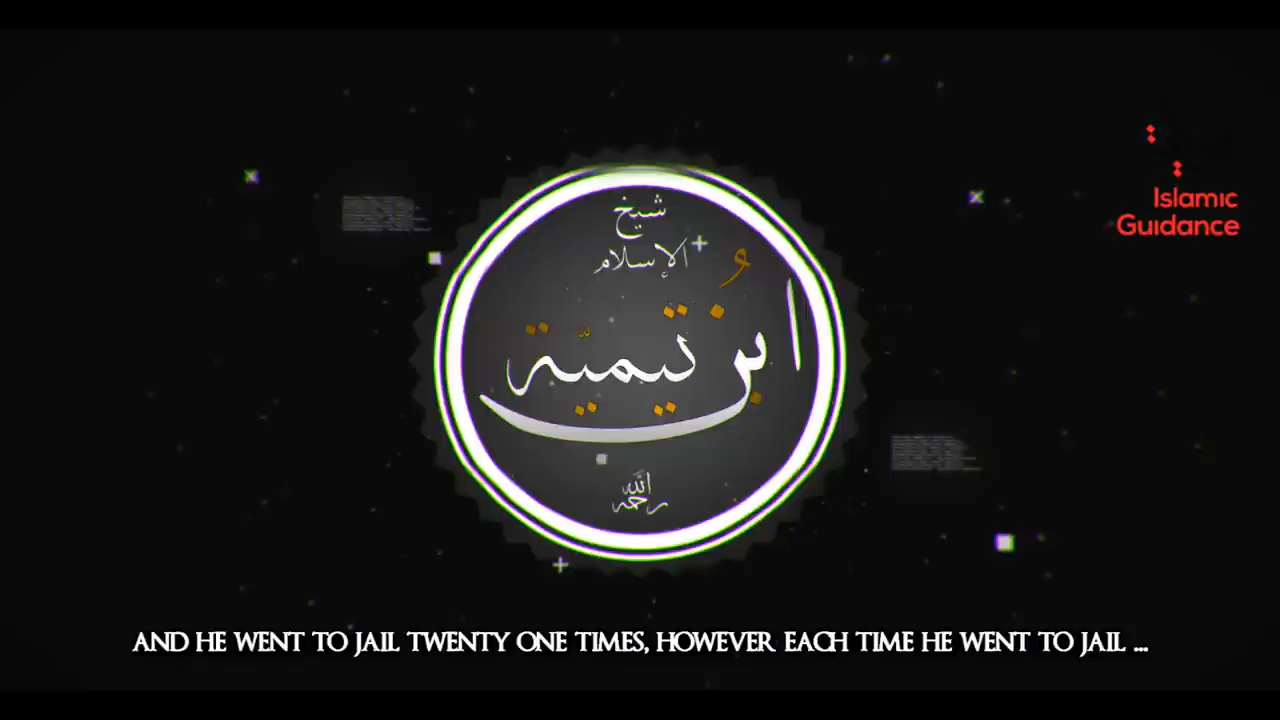 شيخ
الإسلام
ابنُ تيميّة
رحمه الله
Islamic
Guidance
AND HE WENT TO JAIL TWENTY ONE TIMES, HOWEVER EACH TIME HE WENT TO JAIL ...